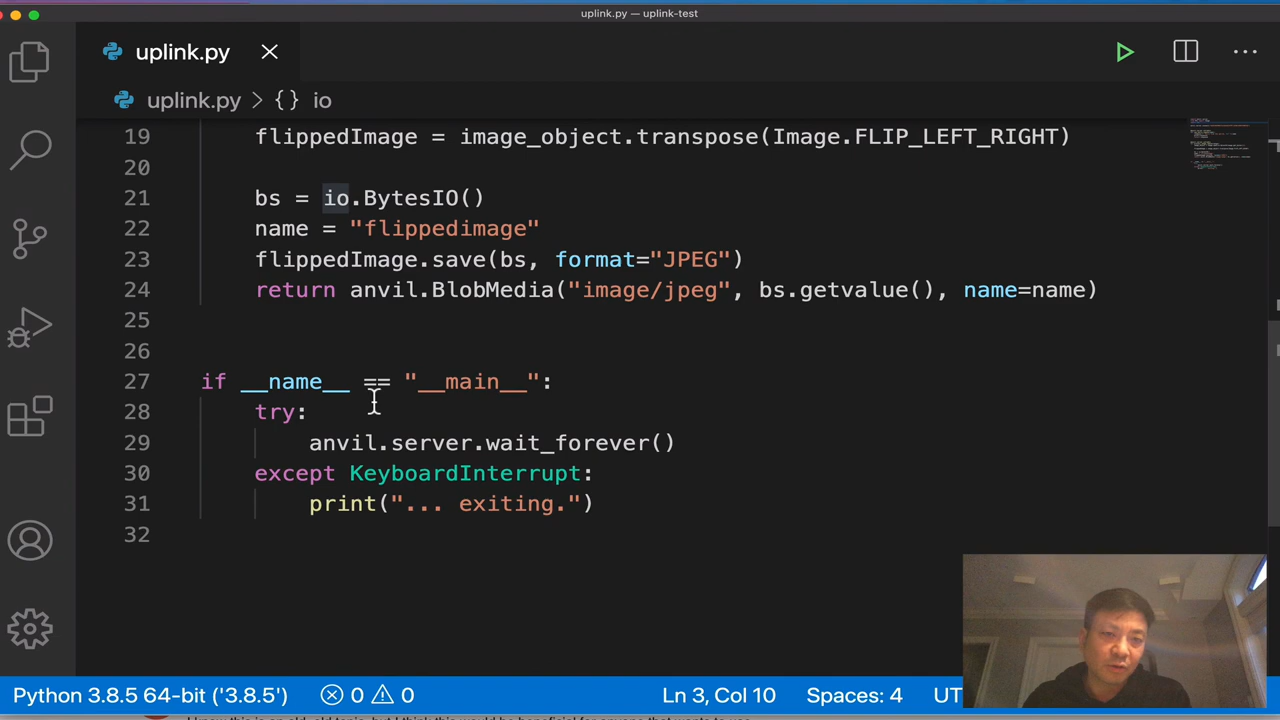 uplink.py — uplink-test
uplink.py
uplink.py > {} io
19 flippedImage = image_object.transpose(Image.FLIP_LEFT_RIGHT)
20
21 bs = io.BytesIO()
22 name = "flippedimage"
23 flippedImage.save(bs, format="JPEG")
24 return anvil.BlobMedia("image/jpeg", bs.getvalue(), name=name)
25
26
27 if __name__ == "__main__":
28 try:
29 anvil.server.wait_forever()
30 except KeyboardInterrupt:
31 print("... exiting.")
32
Python 3.8.5 64-bit ('3.8.5') 0 0 Ln 3, Col 10 Spaces: 4 UT